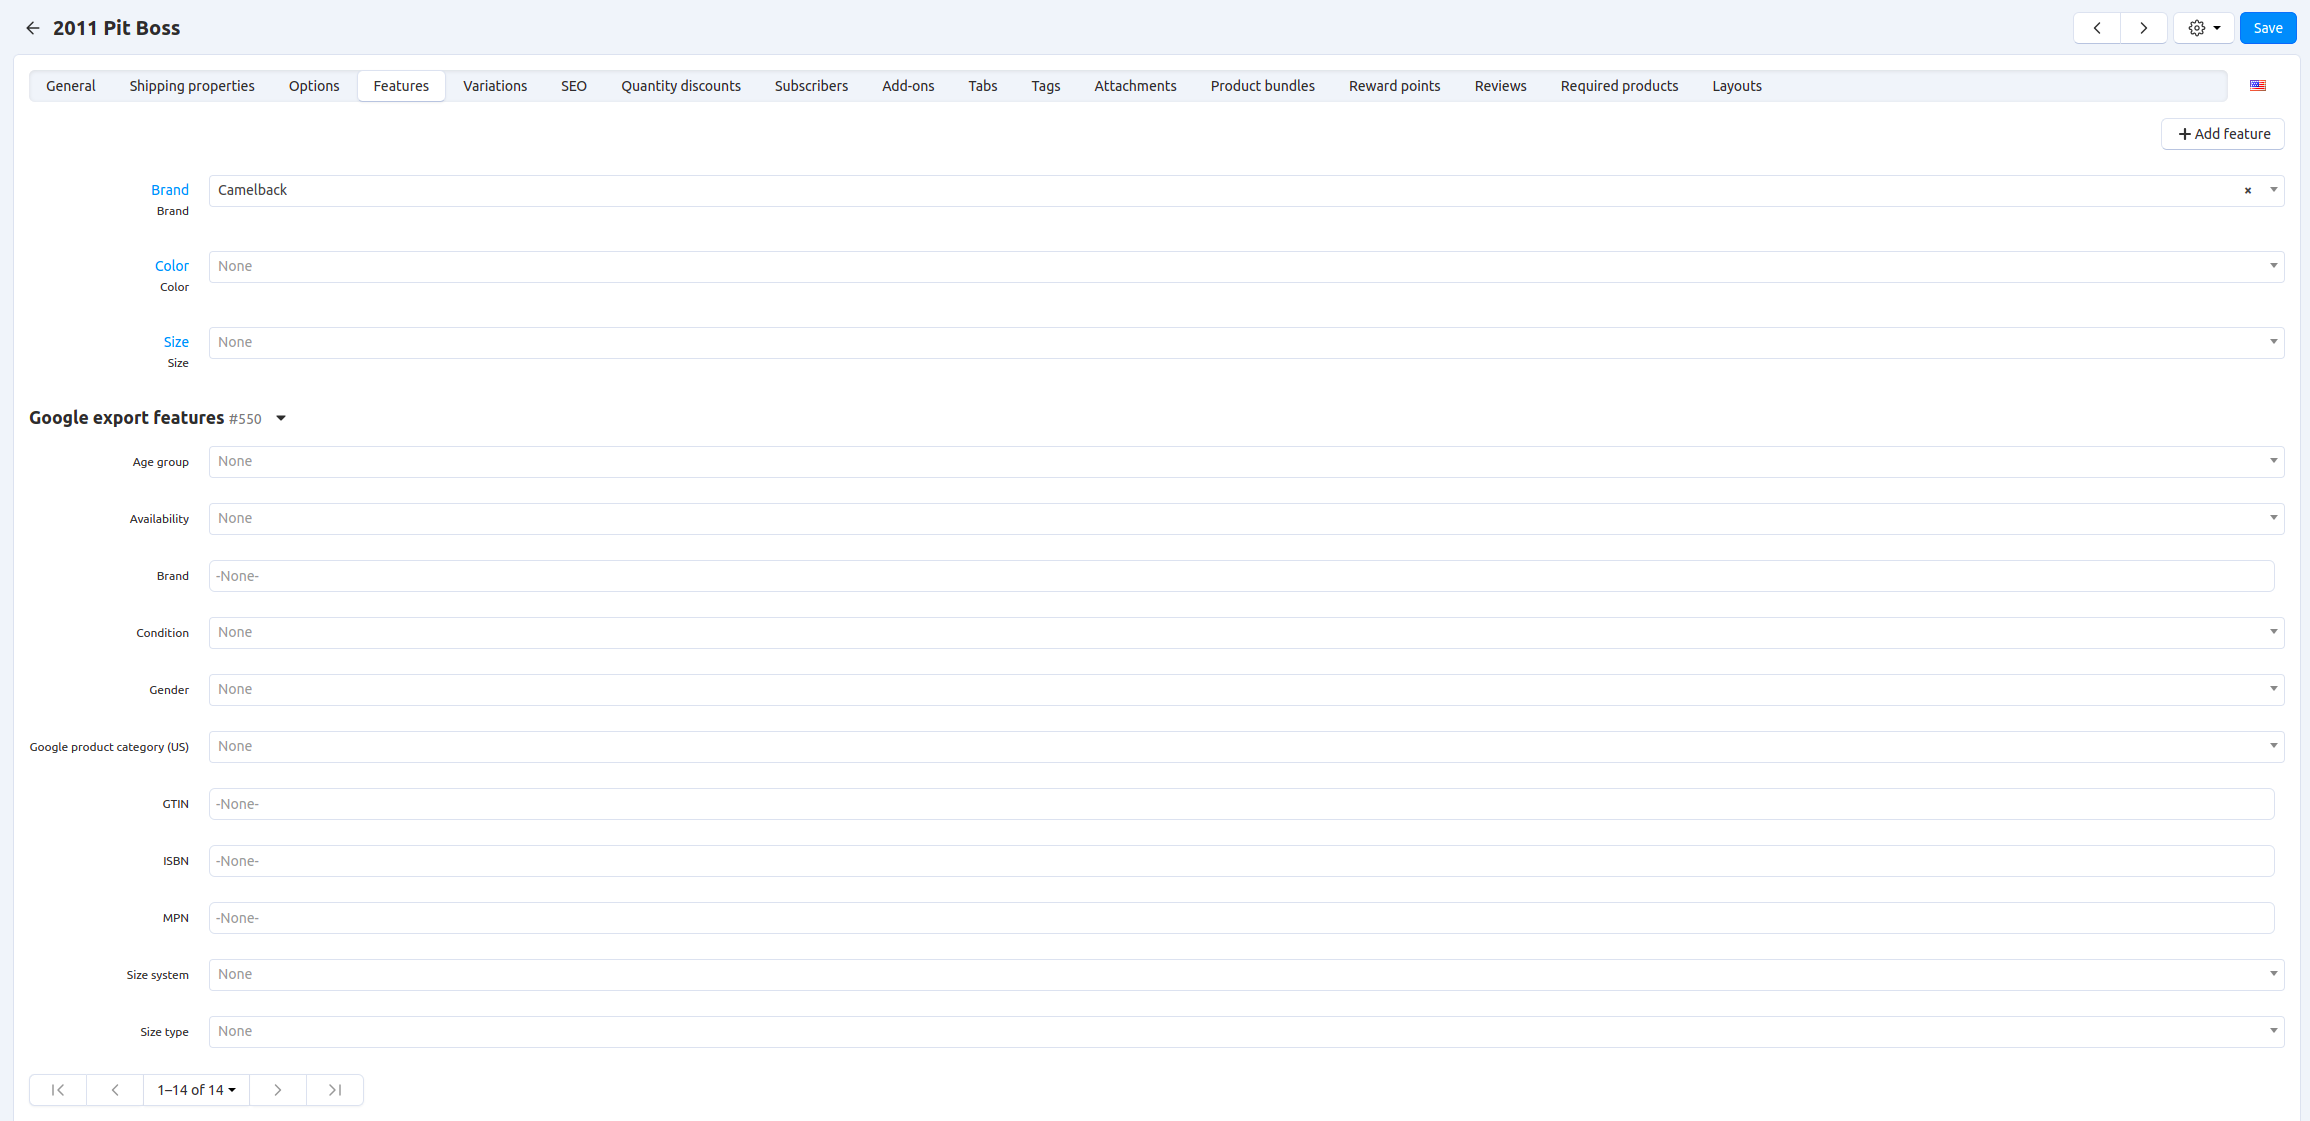 2011 Pit Boss
Save
General Shipping properties Options Features Variations SEO Quantity discounts Subscribers Add-ons Tabs Tags Attachments Product bundles Reward points Reviews Required products Layouts
Add feature
Brand Camelback
Brand
Color None
Color
Size None
Size
Google export features #550
Age group None
Availability None
Brand -None-
Condition None
Gender None
Google product category (US) None
GTIN -None-
ISBN -None-
MPN -None-
Size system None
Size type None
1–14 of 14